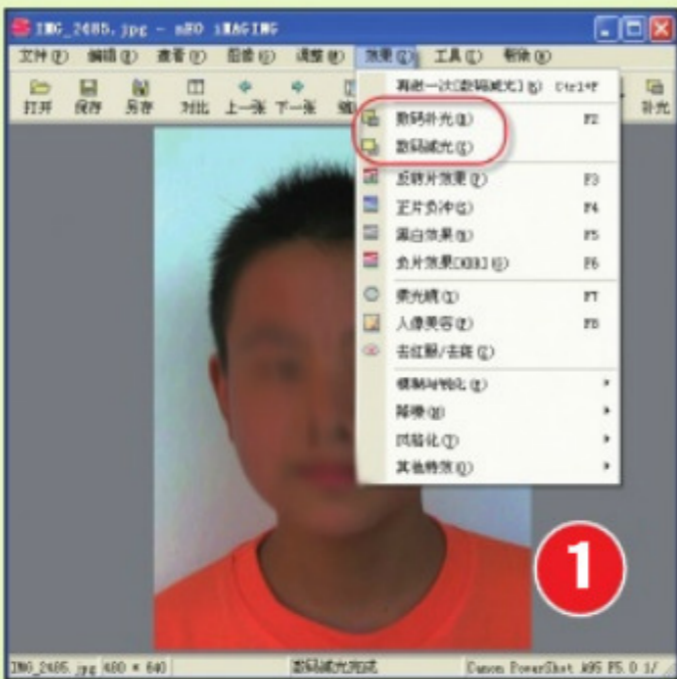 IMG_2485.jpg - nEO iMAGING
文件(F) 编辑(E) 查看(V) 图像(I) 调整(M) 效果(C) 工具(T) 帮助(H)
打开 保存 另存 对比 上一张 下一张 补光
再做一次[数码减光](R) Ctrl+F
数码补光(B) F2
数码减光(C)
反转片效果(P) F3
正片负冲(G) F4
黑白效果(B) F5
负片效果 F6
柔光镜(I) F7
人像美容(P) F8
去红眼/去斑(Z)
模糊与锐化
降噪
风格化
其他特效
1
IMG_2485.jpg 480 * 640 数码减光完成 Canon PowerShot A95 F5.0 1/